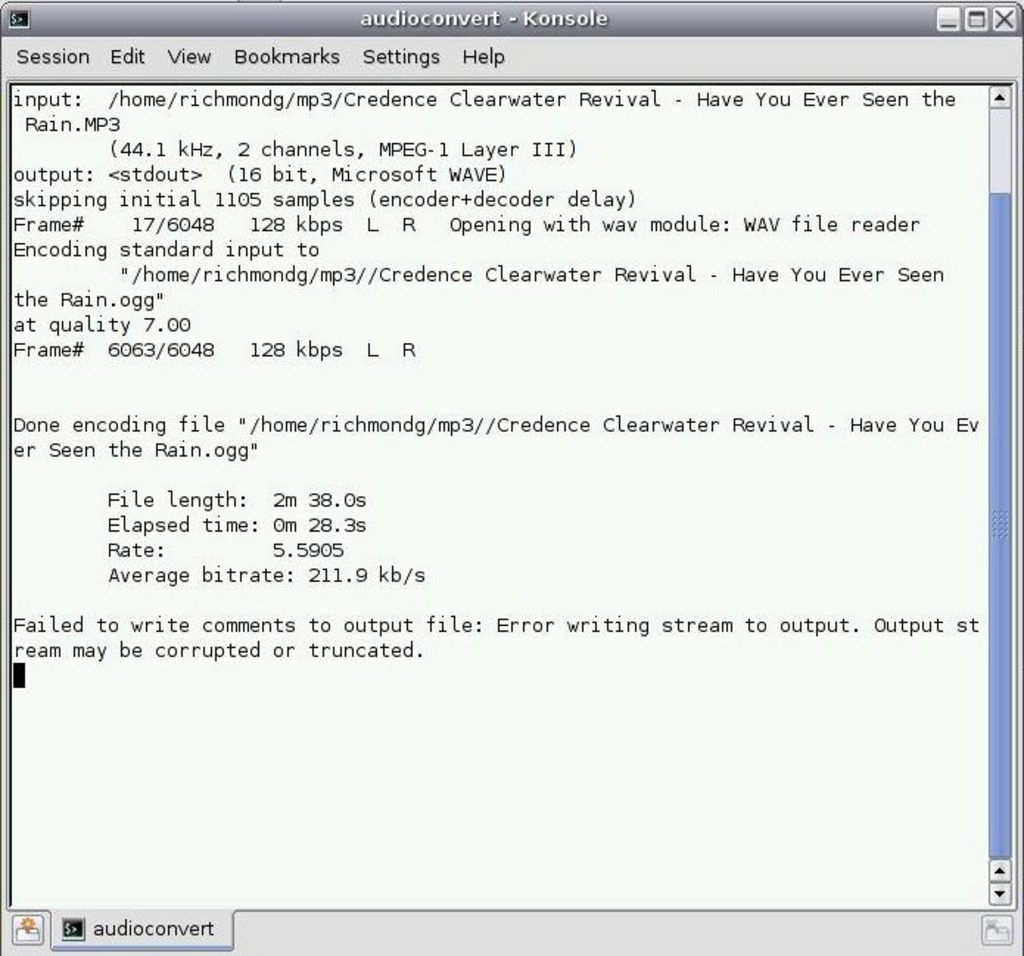 audioconvert - Konsole
Session Edit View Bookmarks Settings Help
input:  /home/richmondg/mp3/Credence Clearwater Revival - Have You Ever Seen the
 Rain.MP3
        (44.1 kHz, 2 channels, MPEG-1 Layer III)
output: <stdout>  (16 bit, Microsoft WAVE)
skipping initial 1105 samples (encoder+decoder delay)
Frame#    17/6048   128 kbps  L  R   Opening with wav module: WAV file reader
Encoding standard input to
         "/home/richmondg/mp3//Credence Clearwater Revival - Have You Ever Seen
the Rain.ogg"
at quality 7.00
Frame#  6063/6048   128 kbps  L  R
Done encoding file "/home/richmondg/mp3//Credence Clearwater Revival - Have You Ev
er Seen the Rain.ogg"
        File length:  2m 38.0s
        Elapsed time: 0m 28.3s
        Rate:         5.5905
        Average bitrate: 211.9 kb/s
Failed to write comments to output file: Error writing stream to output. Output st
ream may be corrupted or truncated.
audioconvert